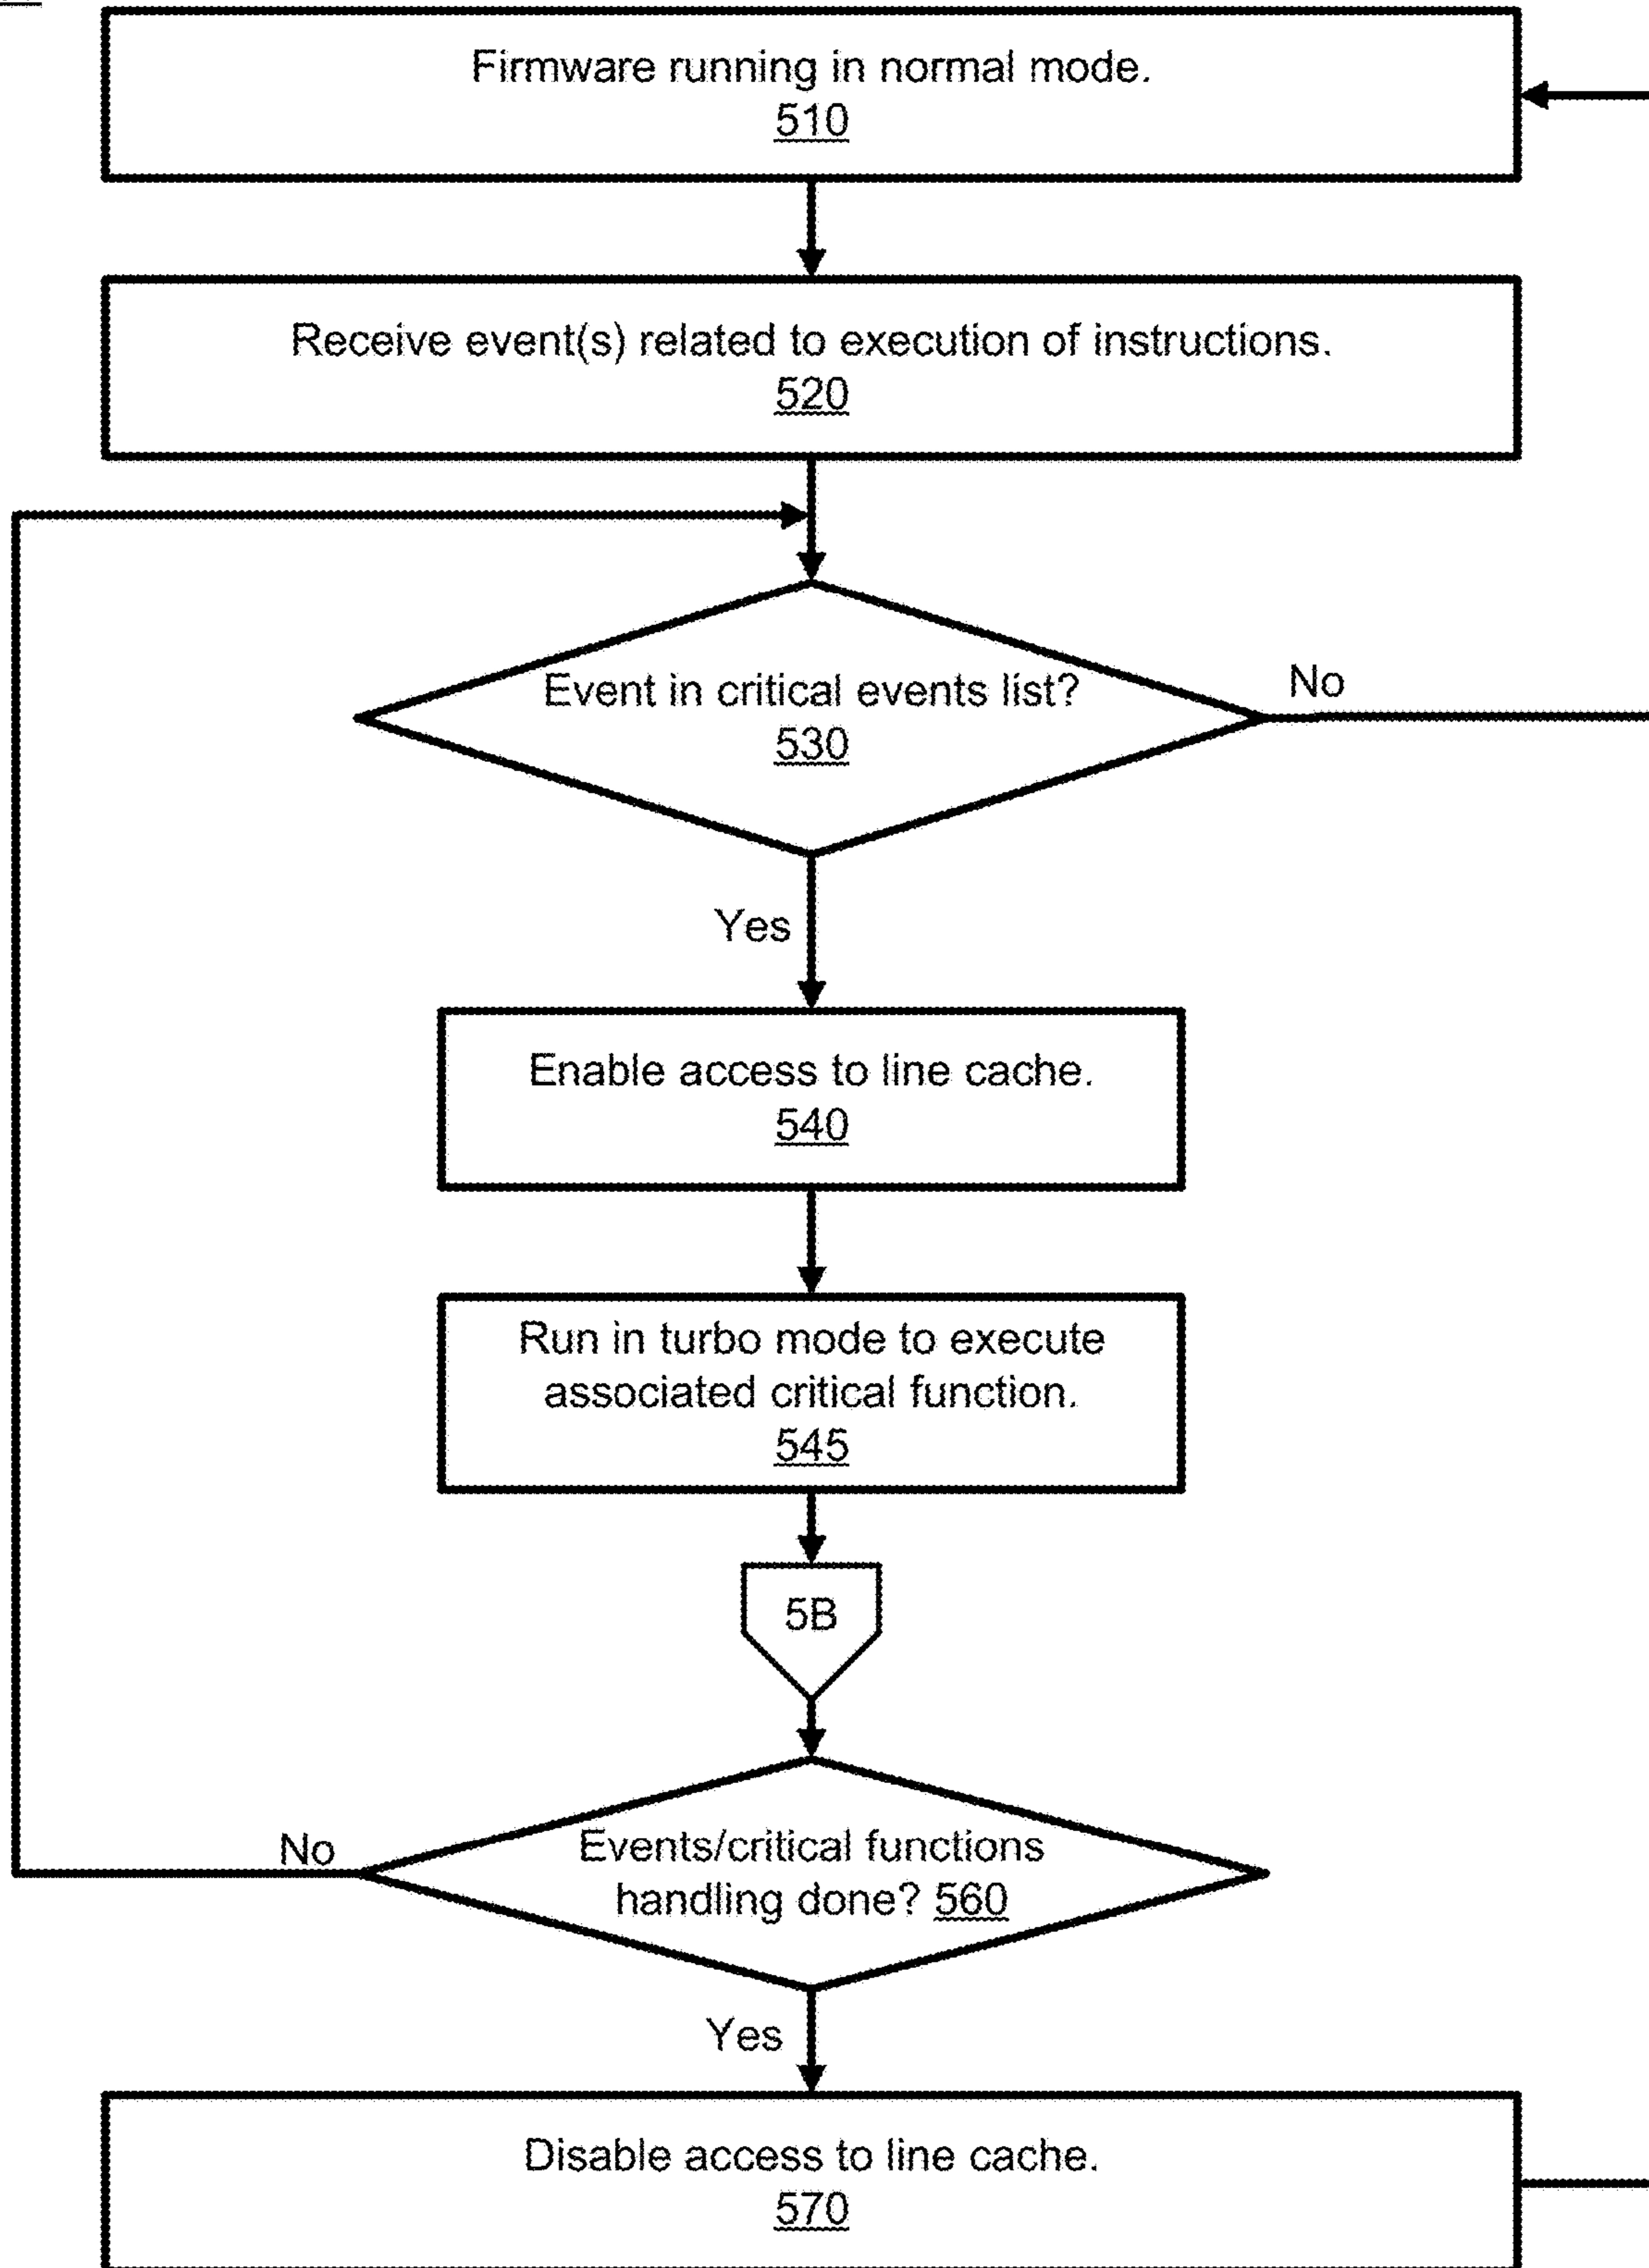 Firmware running in normal mode.
510
Receive event(s) related to execution of instructions.
520
Event in critical events list?
530
No
Yes
Enable access to line cache.
540
Run in turbo mode to execute
associated critical function.
545
5B
No
Events/critical functions
handling done? 560
Yes
Disable access to line cache.
570